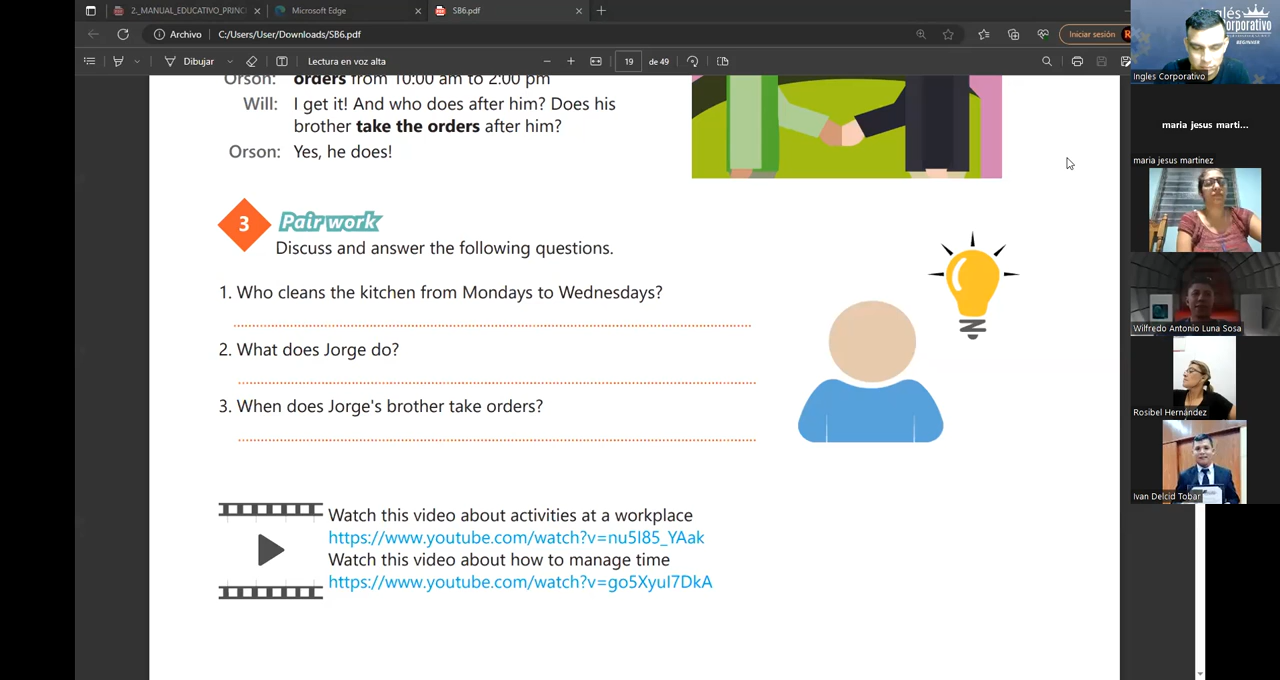 2._MANUAL_EDUCATIVO_PRINCI
Microsoft Edge
S86.pdf
Archivo
C:/Users/User/Downloads/S86.pdf
Iniciar sesión
R
Dibujar
Lectura en voz alta
19
de 49
Orson:
orders from 10:00 am to 2:00 pm
Will:
I get it! And who does after him? Does his
brother take the orders after him?
Orson:
Yes, he does!
3
Pair work
Discuss and answer the following questions.
1. Who cleans the kitchen from Mondays to Wednesdays?
2. What does Jorge do?
3. When does Jorge's brother take orders?
Watch this video about activities at a workplace
https://www.youtube.com/watch?v=nu5I85_YAak
Watch this video about how to manage time
https://www.youtube.com/watch?v=go5XyuI7DkA
BEGINNER
Ingles Corporativo
maria jesus marti...
maria jesus martinez
Wilfredo Antonio Luna Sosa
Rosibel Hernández
Ivan Delcid Tobar